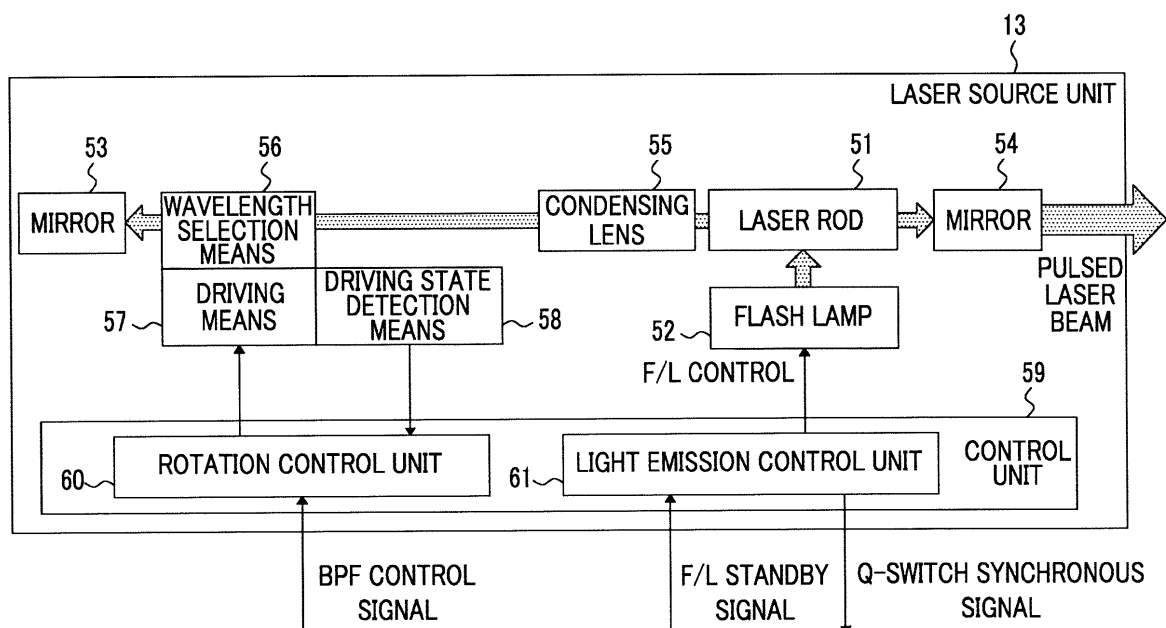 13
LASER SOURCE UNIT
53
56
55
51
54
MIRROR
WAVELENGTH
SELECTION
MEANS
CONDENSING
LENS
LASER ROD
MIRROR
DRIVING
MEANS
57
DRIVING STATE
DETECTION
MEANS
58
FLASH LAMP
52
PULSED
LASER
BEAM
F/L CONTROL
59
ROTATION CONTROL UNIT
60
LIGHT EMISSION CONTROL UNIT
61
CONTROL
UNIT
BPF CONTROL
SIGNAL
F/L STANDBY
SIGNAL
Q-SWITCH SYNCHRONOUS
SIGNAL